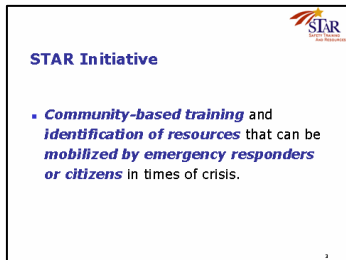 STAR
SAFETY TRAINING
AND RESOURCES
STAR Initiative
Community-based training and
identification of resources that can be
mobilized by emergency responders
or citizens in times of crisis.
3